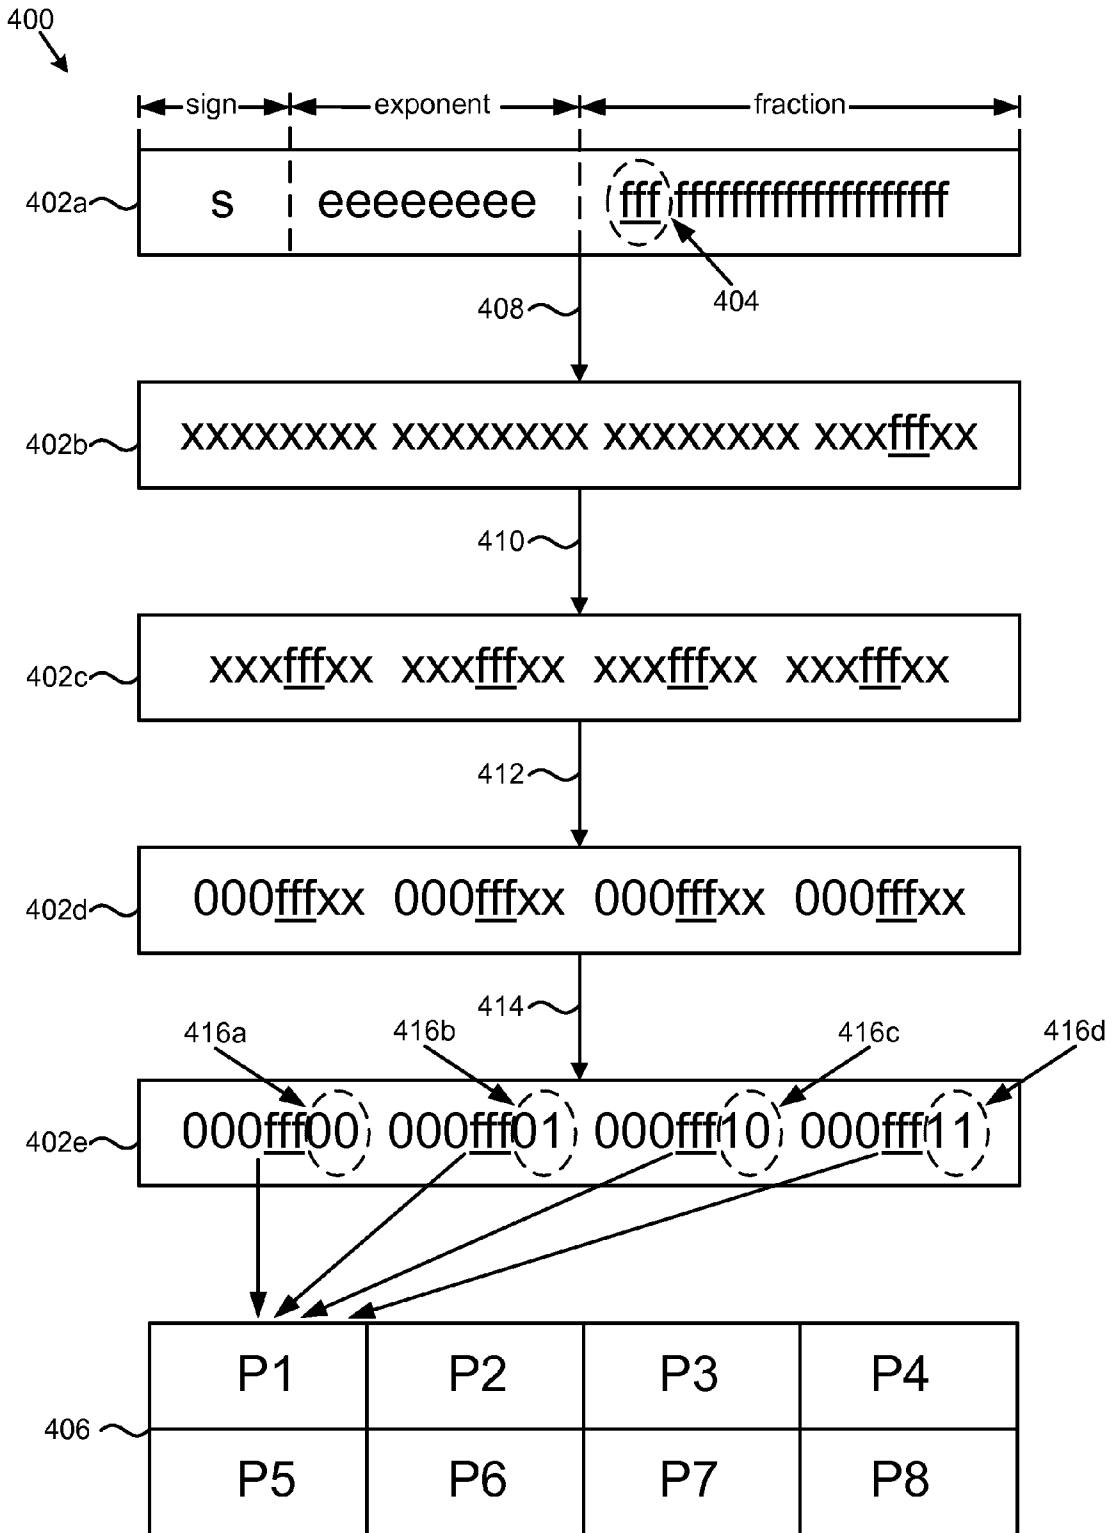 400
sign exponent fraction
402a s eeeeeeee fff ffffffffffffffffffff
404
408
402b xxxxxxxx xxxxxxxx xxxxxxxx xxxfffxx
410
402c xxxfffxx xxxfffxx xxxfffxx xxxfffxx
412
402d 000fffxx 000fffxx 000fffxx 000fffxx
414
416a 416b 416c 416d
402e 000fff00 000fff01 000fff10 000fff11
P1 P2 P3 P4
406
P5 P6 P7 P8